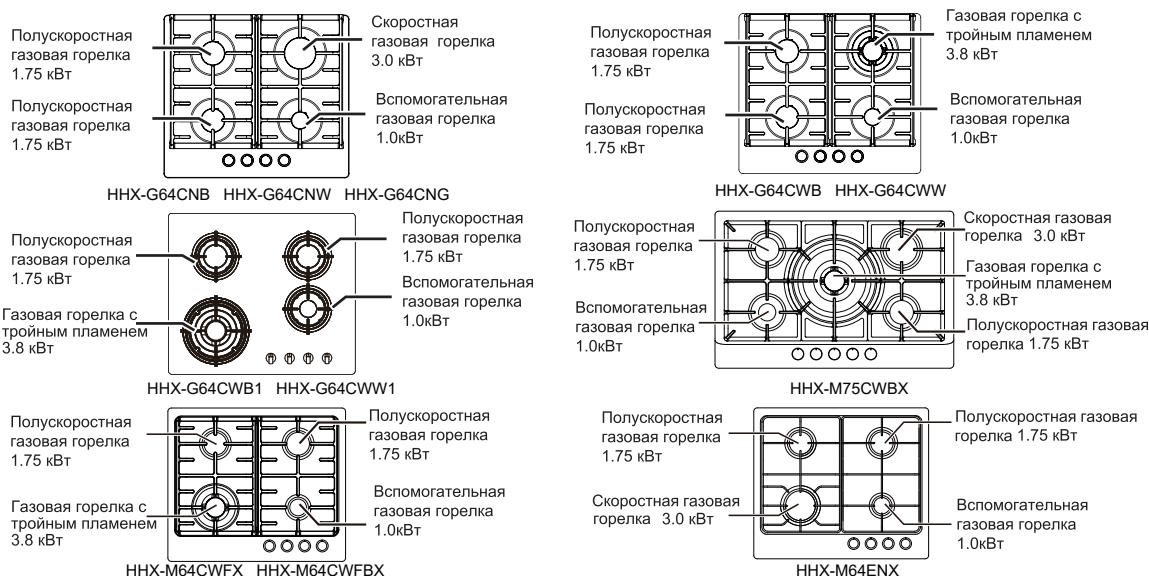 Полускоростная
газовая горелка
1.75 кВт
Скоростная
газовая горелка
3.0 кВт
Полускоростная
газовая горелка
1.75 кВт
Вспомогательная
газовая горелка
1.0кВт
HHX-G64CNB HHX-G64CNW HHX-G64CNG
Полускоростная
газовая горелка
1.75 кВт
Газовая горелка с
тройным пламенем
3.8 кВт
Полускоростная
газовая горелка
1.75 кВт
Вспомогательная
газовая горелка
1.0кВт
HHX-G64CWB HHX-G64CWW
Полускоростная
газовая горелка
1.75 кВт
Полускоростная
газовая горелка
1.75 кВт
Газовая горелка с
тройным пламенем
3.8 кВт
Вспомогательная
газовая горелка
1.0кВт
HHX-G64CWB1 HHX-G64CWW1
Полускоростная
газовая горелка
1.75 кВт
Скоростная газовая
горелка 3.0 кВт
Газовая горелка с
тройным пламенем
3.8 кВт
Вспомогательная
газовая горелка
1.0кВт
Полускоростная газовая
горелка 1.75 кВт
HHX-M75CWBX
Полускоростная
газовая горелка
1.75 кВт
Полускоростная
газовая горелка
1.75 кВт
Газовая горелка с
тройным пламенем
3.8 кВт
Вспомогательная
газовая горелка
1.0кВт
HHX-M64CWFX HHX-M64CWFBX
Полускоростная
газовая горелка
1.75 кВт
Полускоростная газовая
горелка 1.75 кВт
Скоростная газовая
горелка 3.0 кВт
Вспомогательная
газовая горелка
1.0кВт
HHX-M64ENX